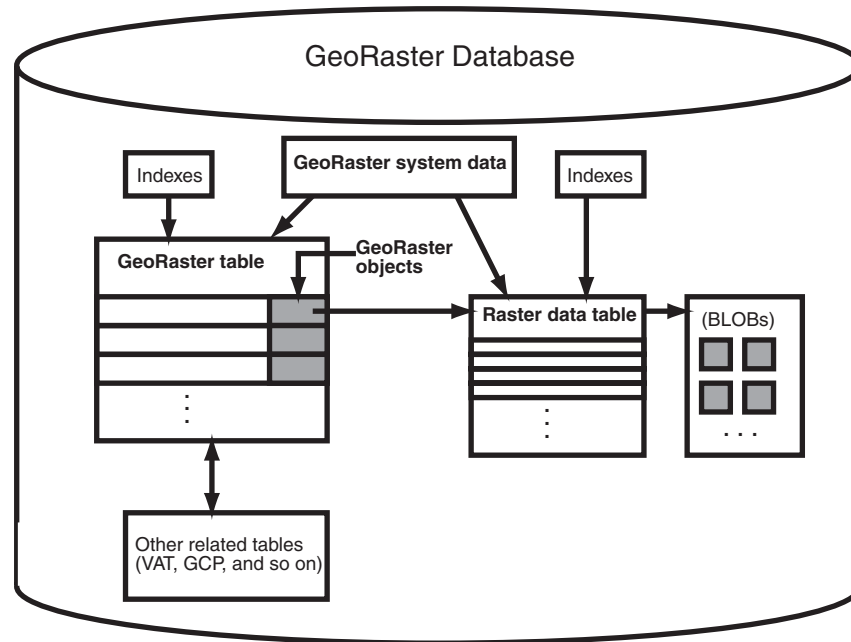 GeoRaster Database
Indexes
GeoRaster system data
Indexes
GeoRaster table
GeoRaster
objects
Raster data table
(BLOBs)
. . .
Other related tables
(VAT, GCP, and so on)